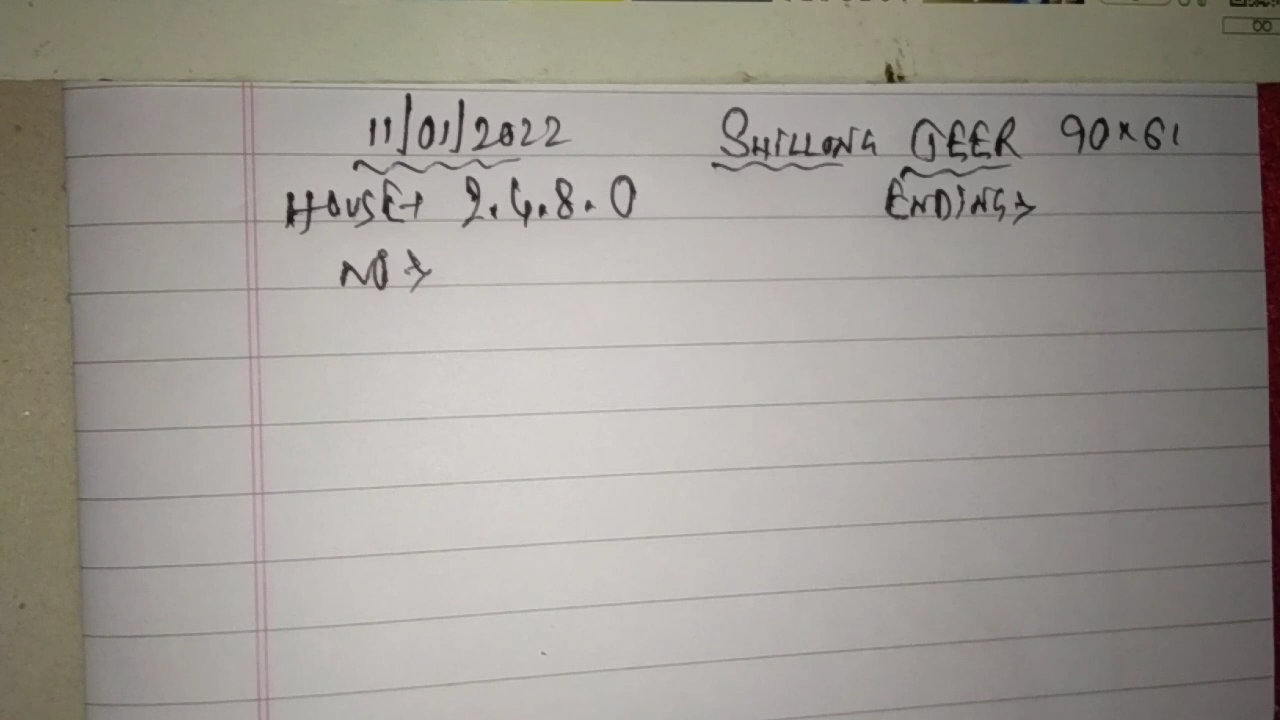 11/01/2022 SHILLONG TEER 90×61
HOUSE→ 2.4.8.0 ENDING→
NO→